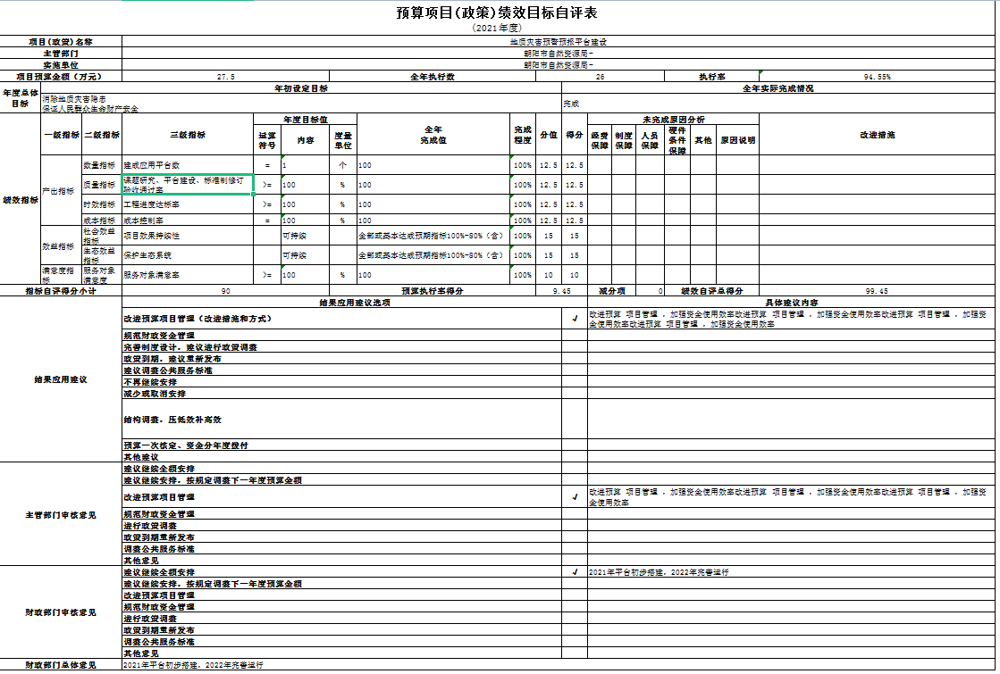 预算项目(政策)绩效目标自评表
(2021年度)
项目(政策)名称 地质灾害预警预报平台建设
主管部门 朝阳市自然资源局-
实施单位 朝阳市自然资源局-
项目预算金额(万元) 27.5 全年执行数 26 执行率 94.55%
年度总体目标 年初设定目标 全年实际完成情况
消除地质灾害隐患
保证人民群众生命财产安全 完成
绩效指标 一级指标 二级指标 三级指标 年度目标值 全年完成值 完成程度 分值 得分 未完成原因分析 改进措施
运算符号 内容 度量单位 经费保障 制度保障 人员保障 硬件条件保障 其他 原因说明
产出指标 数量指标 建成应用平台数 = 1 个 100 100% 12.5 12.5
质量指标 课题研究、平台建设、标准制修订验收通过率 >= 100 % 100 100% 12.5 12.5
时效指标 工程进度达标率 >= 100 % 100 100% 12.5 12.5
成本指标 成本控制率 = 100 % 100 100% 12.5 12.5
效益指标 社会效益指标 项目效果持续性 可持续 全部或基本达成预期指标100%-80%(含) 100% 15 15
生态效益指标 保护生态系统 可持续 全部或基本达成预期指标100%-80%(含) 100% 15 15
满意度指标 服务对象满意度 服务对象满意率 >= 100 % 100 100% 10 10
指标自评得分小计 90 预算执行率得分 9.45 减分项 0 绩效自评总得分 99.45
结果应用建议 结果应用建议选项 具体建议内容
改进预算项目管理(改进措施和方式) √ 改进预算 项目管理 ，加强资金使用效率改进预算 项目管理 ，加强资金使用效率改进预算 项目管理 ，加强资
金使用效率改进预算 项目管理 ，加强资金使用效率
规范财政资金管理
完善制度设计，建议进行政策调整
政策到期，建议重新发布
建议调整公共服务标准
不再继续安排
减少或取消安排
结构调整，压低效补高效
预算一次核定、资金分年度拨付
其他建议
主管部门审核意见 建议继续全额安排
建议继续安排，按规定调整下一年度预算金额
改进预算项目管理 √ 改进预算 项目管理 ，加强资金使用效率改进预算 项目管理 ，加强资金使用效率改进预算 项目管理 ，加强资
金使用效率
规范财政资金管理
进行政策调整
政策到期重新发布
调整公共服务标准
其他意见
财政部门审核意见 建议继续全额安排 √ 2021年平台初步搭建，2022年完善运行
建议继续安排，按规定调整下一年度预算金额
改进预算项目管理
规范财政资金管理
进行政策调整
政策到期重新发布
调整公共服务标准
其他意见
财政部门总体意见 2021年平台初步搭建，2022年完善运行